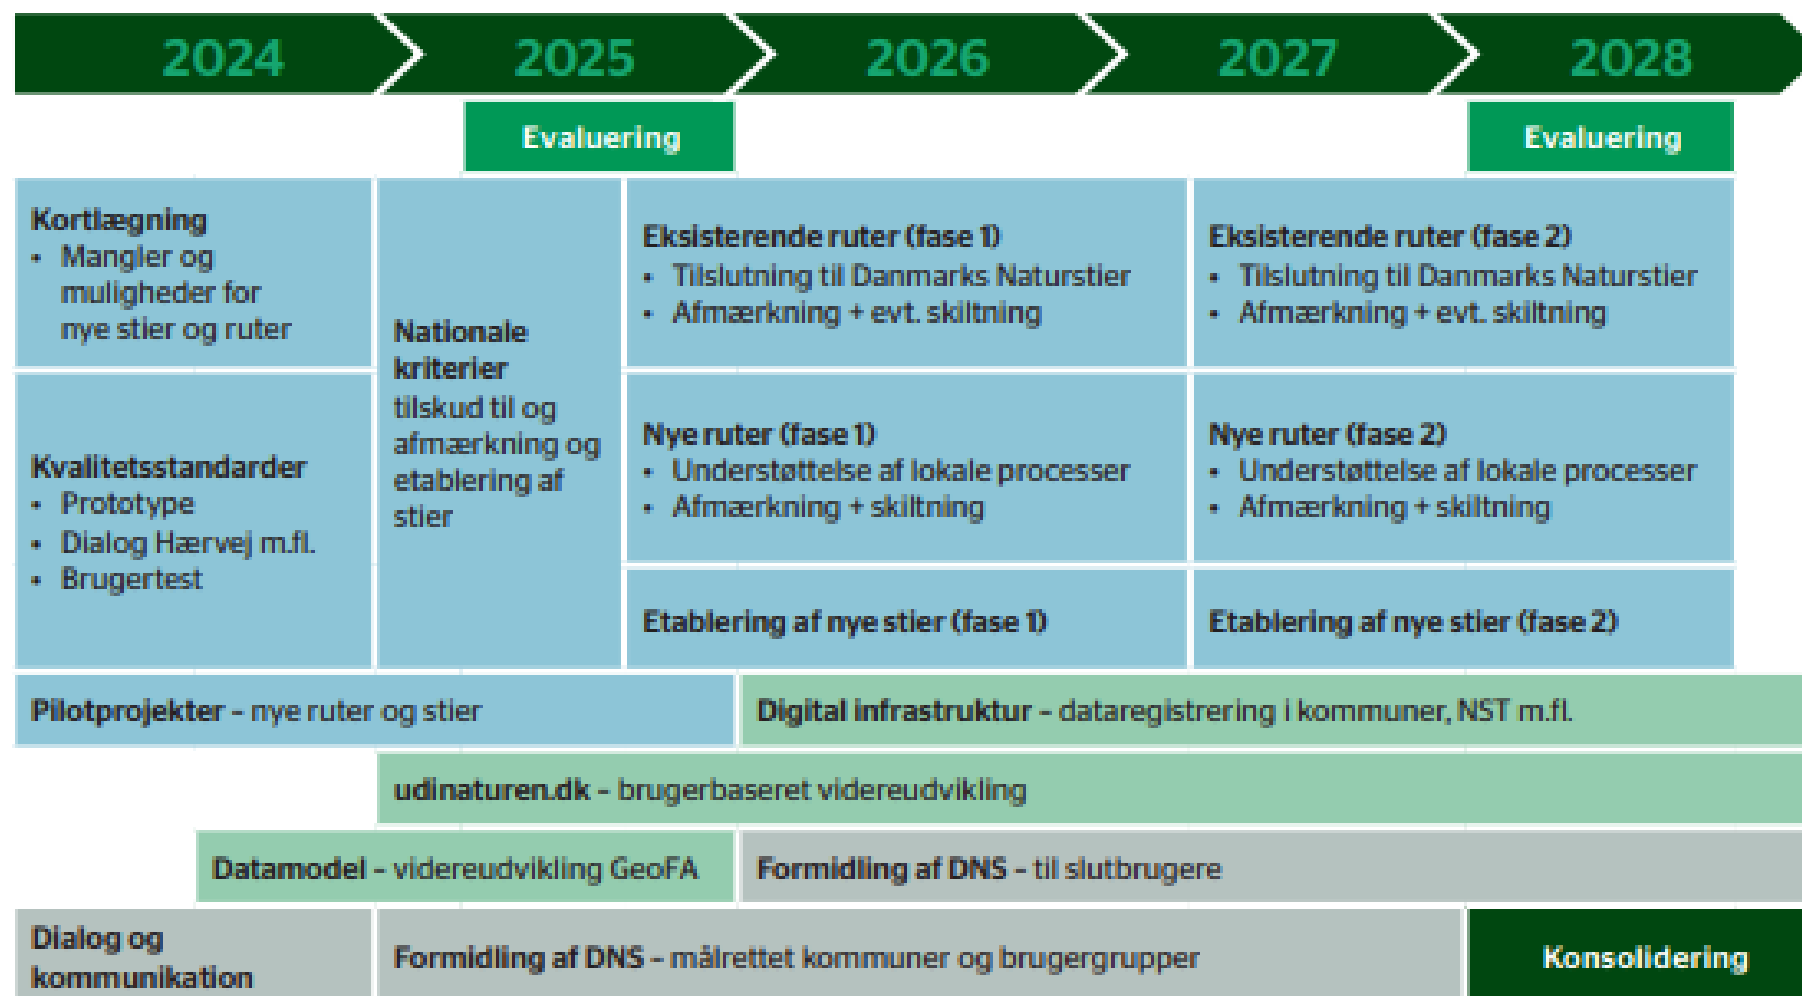 2024 2025 2026 2027 2028
Evaluering
Evaluering
Kortlægning
• Mangler og
muligheder for
nye stier og ruter
Kvalitetsstandarder
• Prototype
• Dialog Hærvej m.fl.
• Brugertest
Nationale
kriterier
tilskud til og
afmærkning og
etablering af
stier
Eksisterende ruter (fase 1)
• Tilslutning til Danmarks Naturstier
• Afmærkning + evt. skiltning
Eksisterende ruter (fase 2)
• Tilslutning til Danmarks Naturstier
• Afmærkning + evt. skiltning
Nye ruter (fase 1)
• Understøttelse af lokale processer
• Afmærkning + skiltning
Nye ruter (fase 2)
• Understøttelse af lokale processer
• Afmærkning + skiltning
Etablering af nye stier (fase 1)
Etablering af nye stier (fase 2)
Pilotprojekter – nye ruter og stier
Digital infrastruktur – dataregistrering i kommuner, NST m.fl.
udinaturen.dk – brugerbaseret videreudvikling
Datamodel – videreudvikling GeoFA
Formidling af DNS – til slutbrugere
Dialog og
kommunikation
Formidling af DNS – målrettet kommuner og brugergrupper
Konsolidering